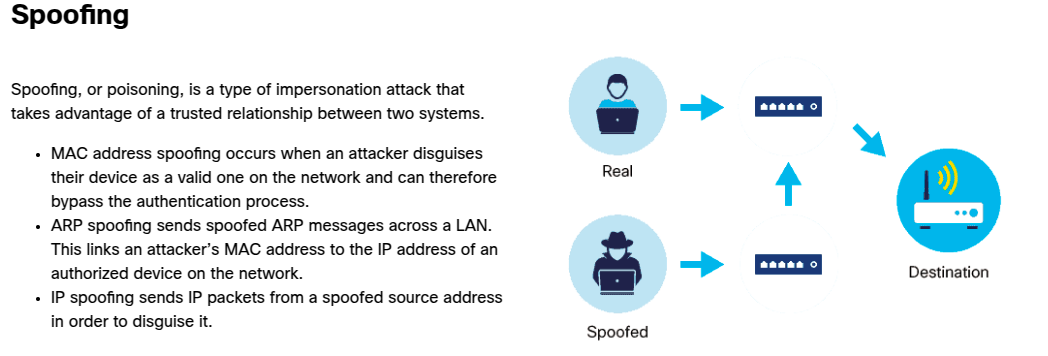 Spoofing
Spoofing, or poisoning, is a type of impersonation attack that
takes advantage of a trusted relationship between two systems.
• MAC address spoofing occurs when an attacker disguises
their device as a valid one on the network and can therefore
bypass the authentication process.
• ARP spoofing sends spoofed ARP messages across a LAN.
This links an attacker’s MAC address to the IP address of an
authorized device on the network.
• IP spoofing sends IP packets from a spoofed source address
in order to disguise it.
Real
Spoofed
Destination